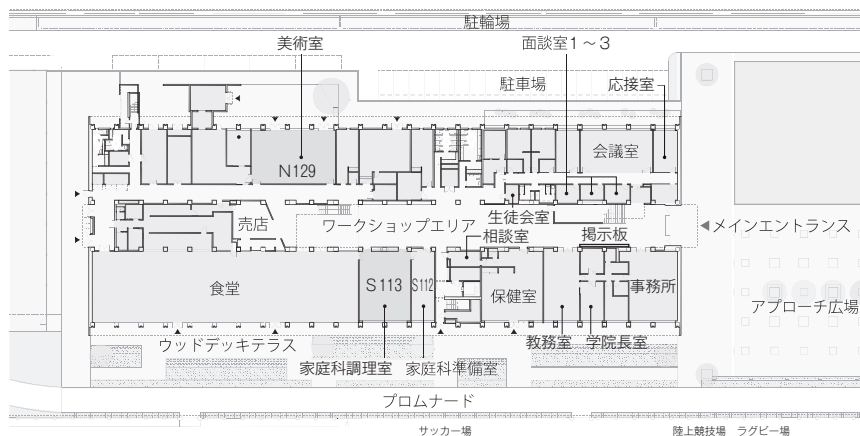 駐輪場
美術室
面談室1～3
駐車場
応接室
N129
会議室
売店
ワークショップエリア
生徒会室
相談室
掲示板
メインエントランス
食堂
S113
S112
保健室
事務所
アプローチ広場
ウッドデッキテラス
教務室
学院長室
家庭科調理室
家庭科準備室
プロムナード
サッカー場
陸上競技場
ラグビー場